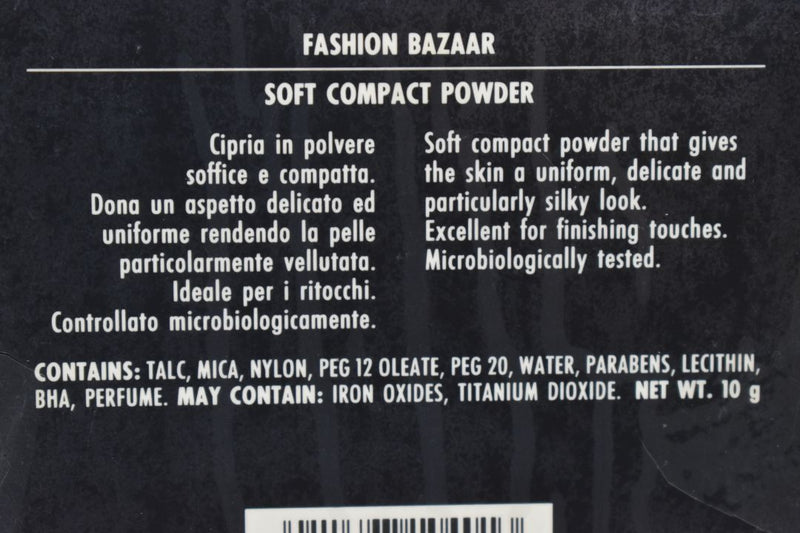 FASHION BAZAAR
SOFT COMPACT POWDER
Cipria in polvere
soffice e compatta.
Dona un aspetto delicato ed
uniforme rendendo la pelle
particolarmente vellutata.
Ideale per i ritocchi.
Controllato microbiologicamente.
Soft compact powder that gives
the skin a uniform, delicate and
particularly silky look.
Excellent for finishing touches.
Microbiologically tested.
CONTAINS: TALC, MICA, NYLON, PEG 12 OLEATE, PEG 20, WATER, PARABENS, LECITHIN,
BHA, PERFUME. MAY CONTAIN: IRON OXIDES, TITANIUM DIOXIDE. NET WT. 10 g